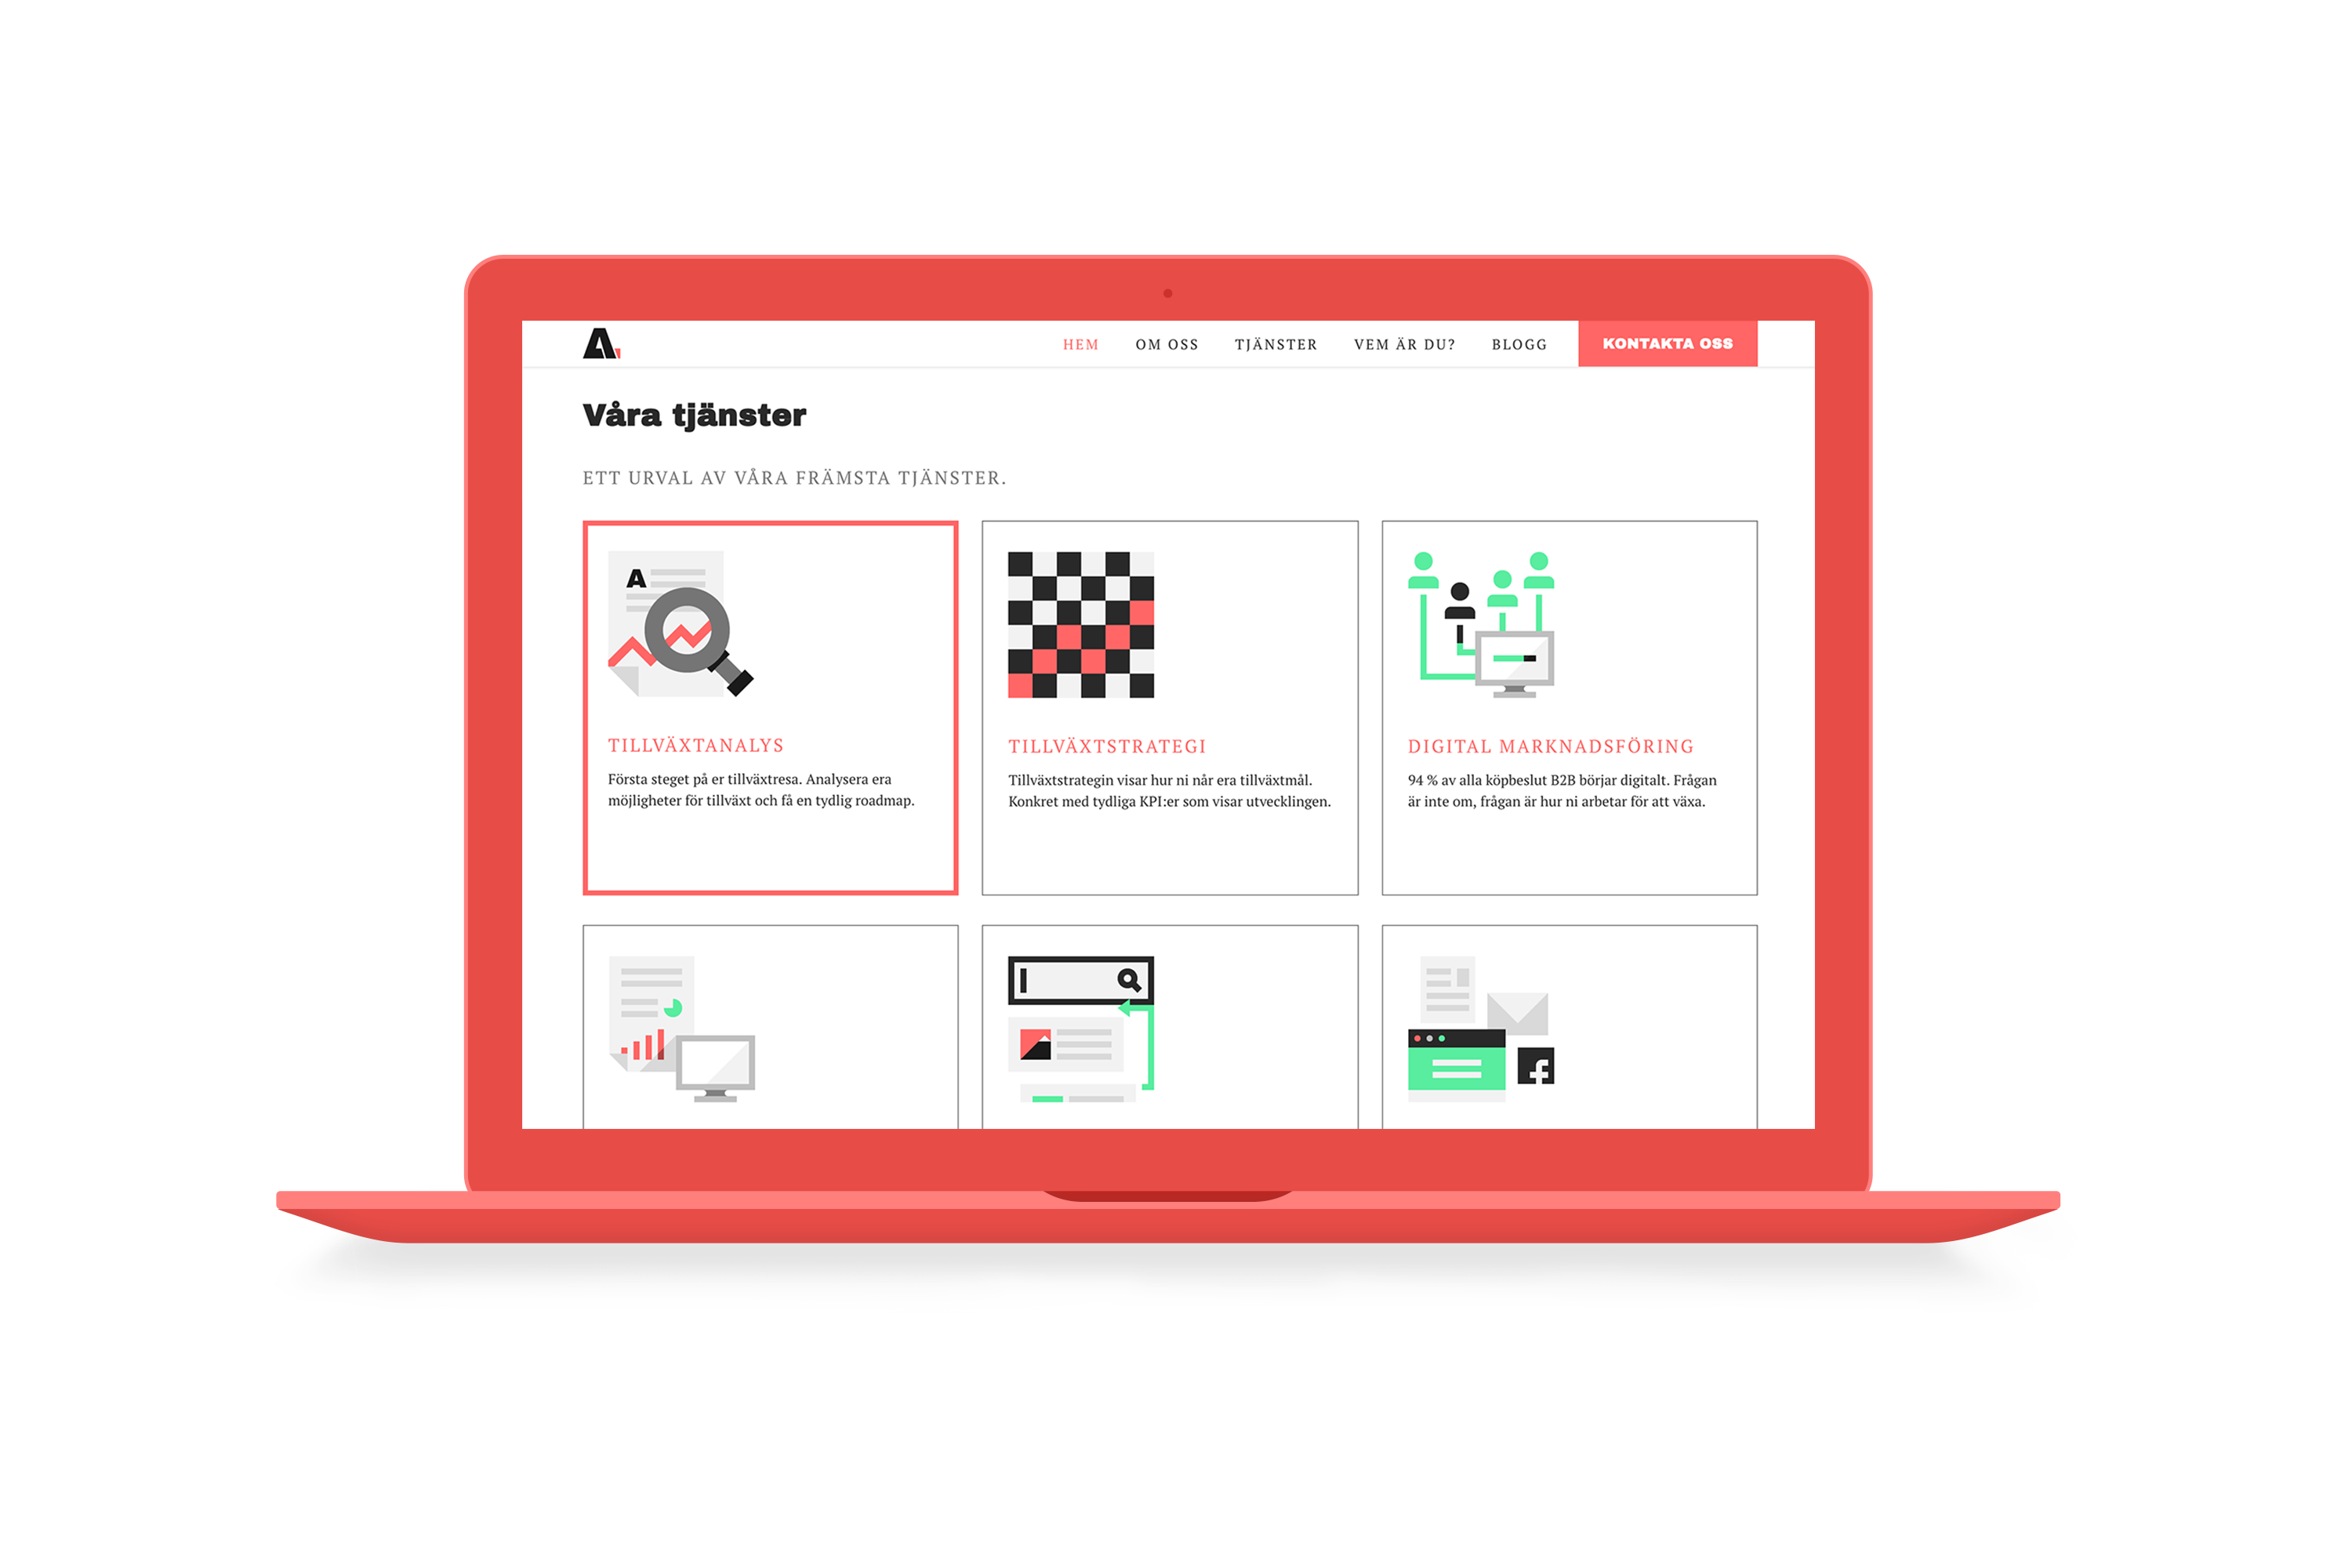 A.
HEM OM OSS TJÄNSTER VEM ÄR DU? BLOGG KONTAKTA OSS
Våra tjänster
ETT URVAL AV VÅRA FRÄMSTA TJÄNSTER.
A
TILLVÄXTANALYS
Första steget på er tillväxtresa. Analysera era
möjligheter för tillväxt och få en tydlig roadmap.
TILLVÄXTSTRATEGI
Tillväxtstrategin visar hur ni når era tillväxtmål.
Konkret med tydliga KPI:er som visar utvecklingen.
DIGITAL MARKNADSFÖRING
94 % av alla köpbeslut B2B börjar digitalt. Frågan
är inte om, frågan är hur ni arbetar för att växa.
f